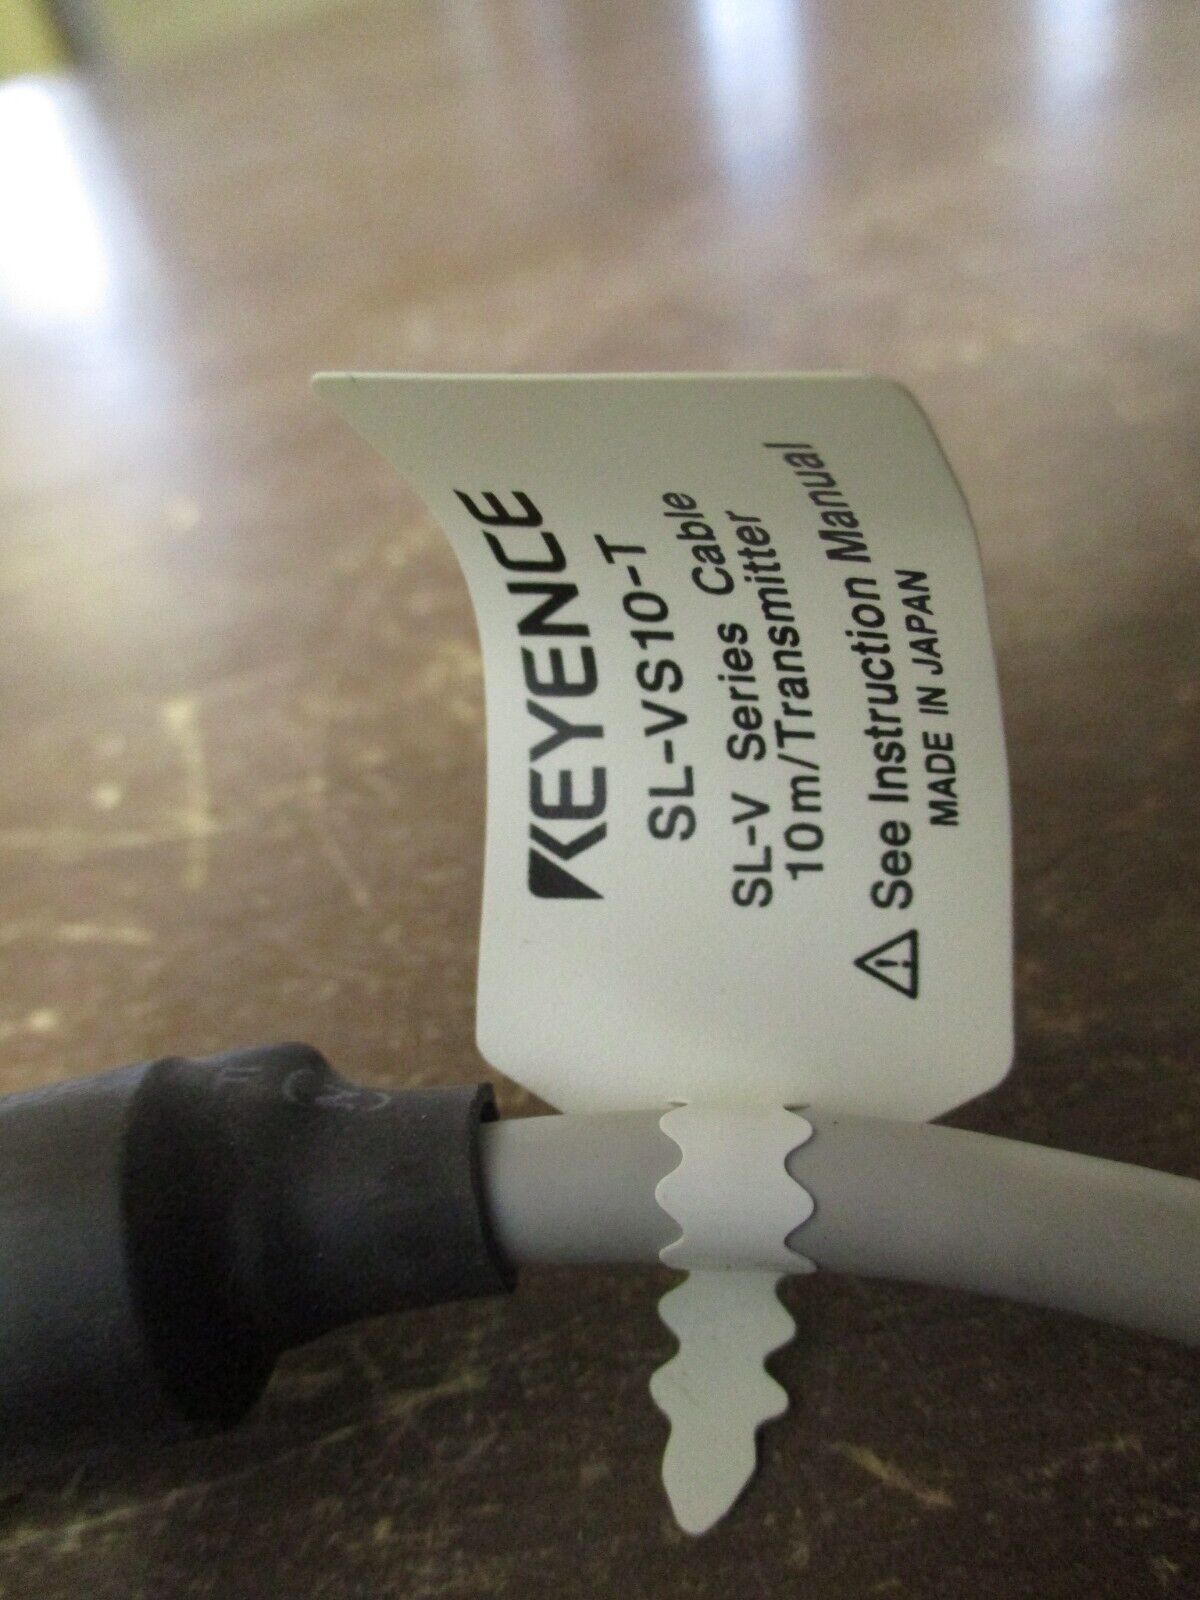 KEYENCE
SL-VS10-T
SL-V Series Cable
10m/Transmitter
See Instruction Manual
MADE IN JAPAN